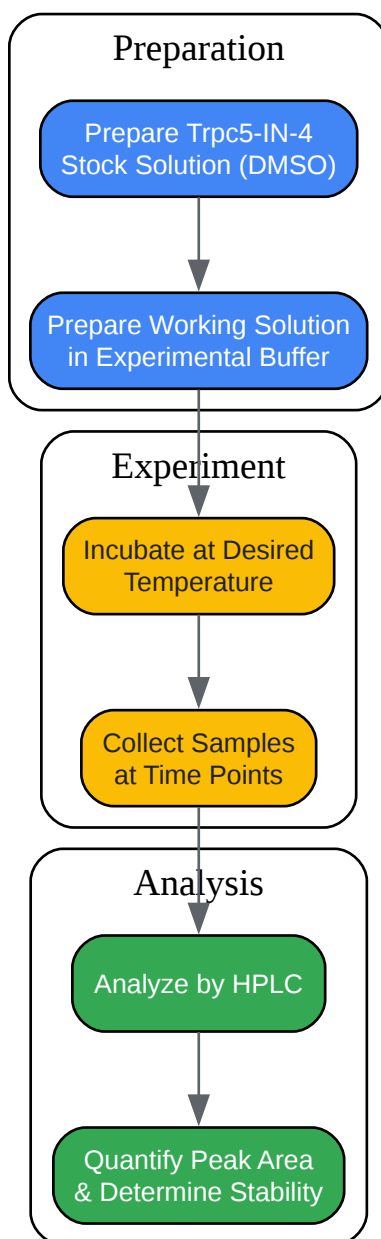 Preparation
Prepare Trpc5-IN-4
Stock Solution (DMSO)
Prepare Working Solution
in Experimental Buffer
Experiment
Incubate at Desired
Temperature
Collect Samples
at Time Points
Analysis
Analyze by HPLC
Quantify Peak Area
& Determine Stability